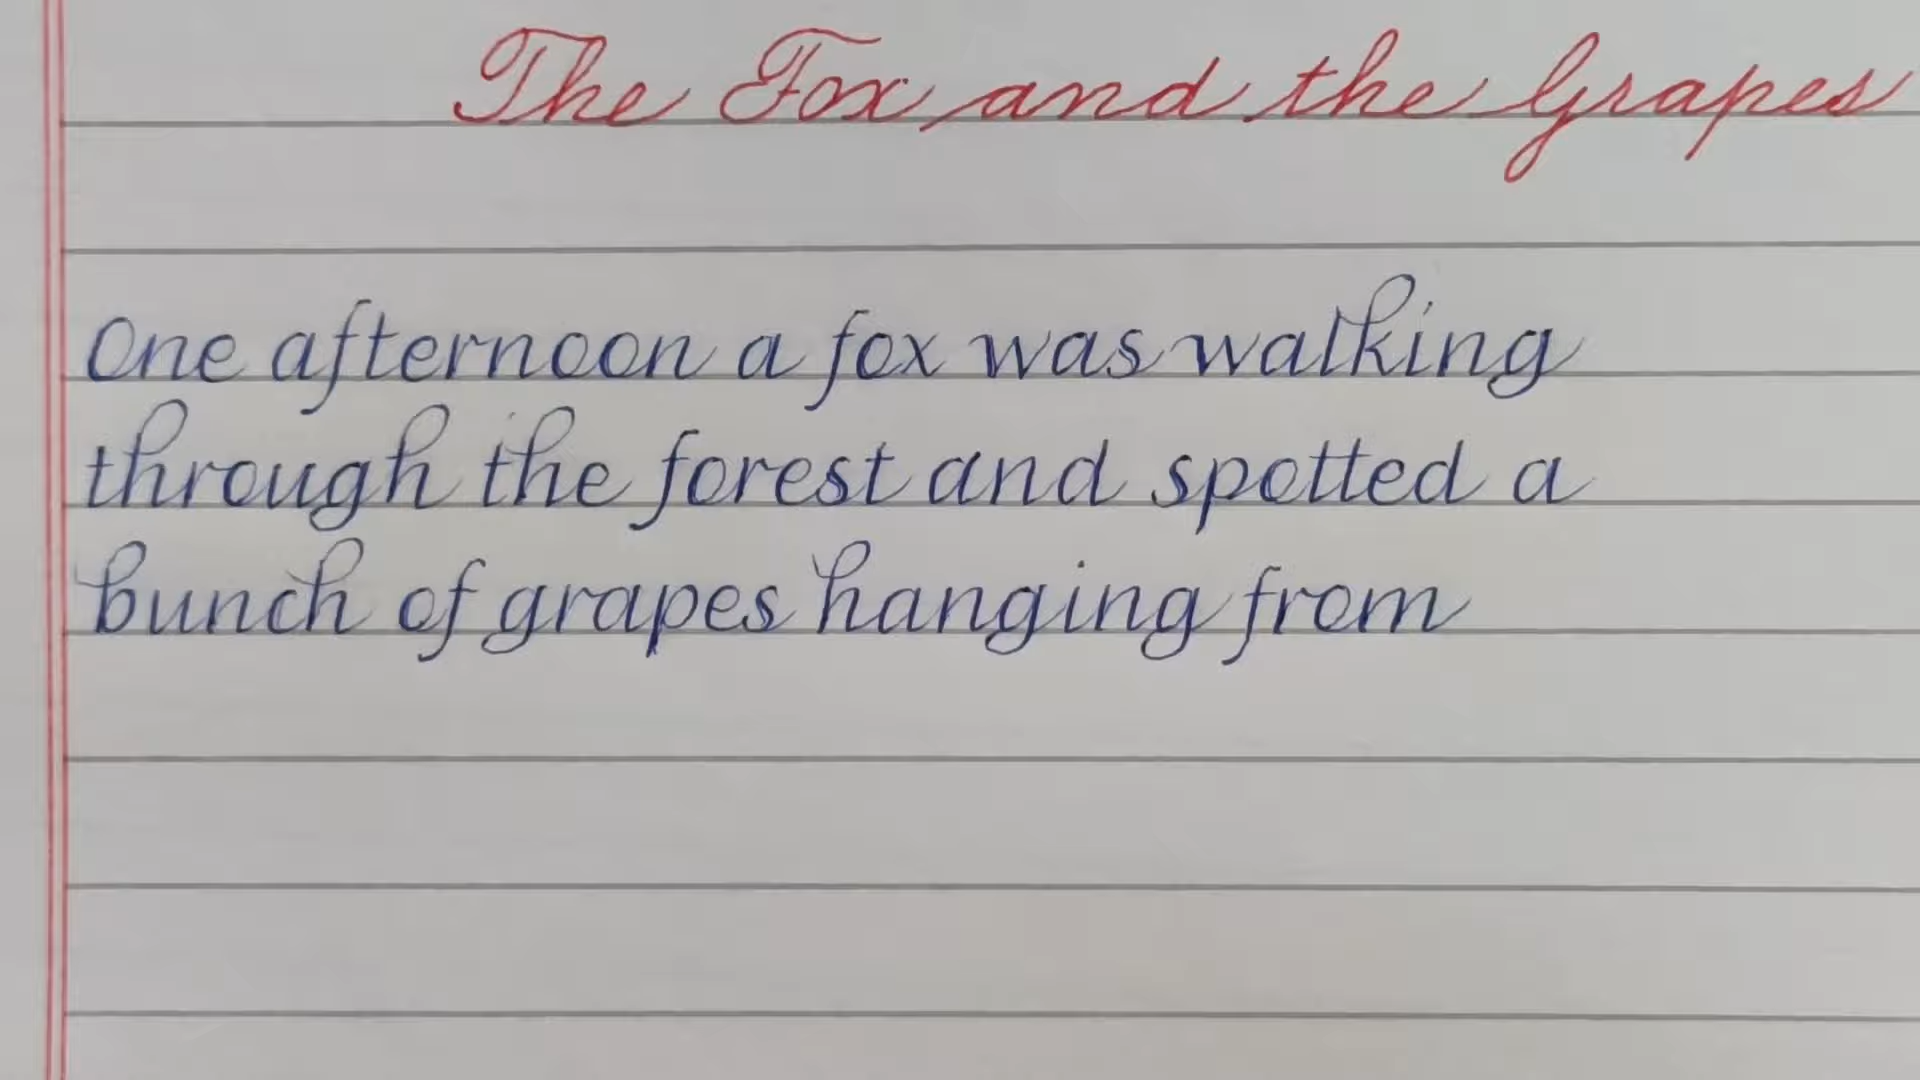 The Fox and the Grapes
One afternoon a fox was walking
through the forest and spotted a
bunch of grapes hanging from